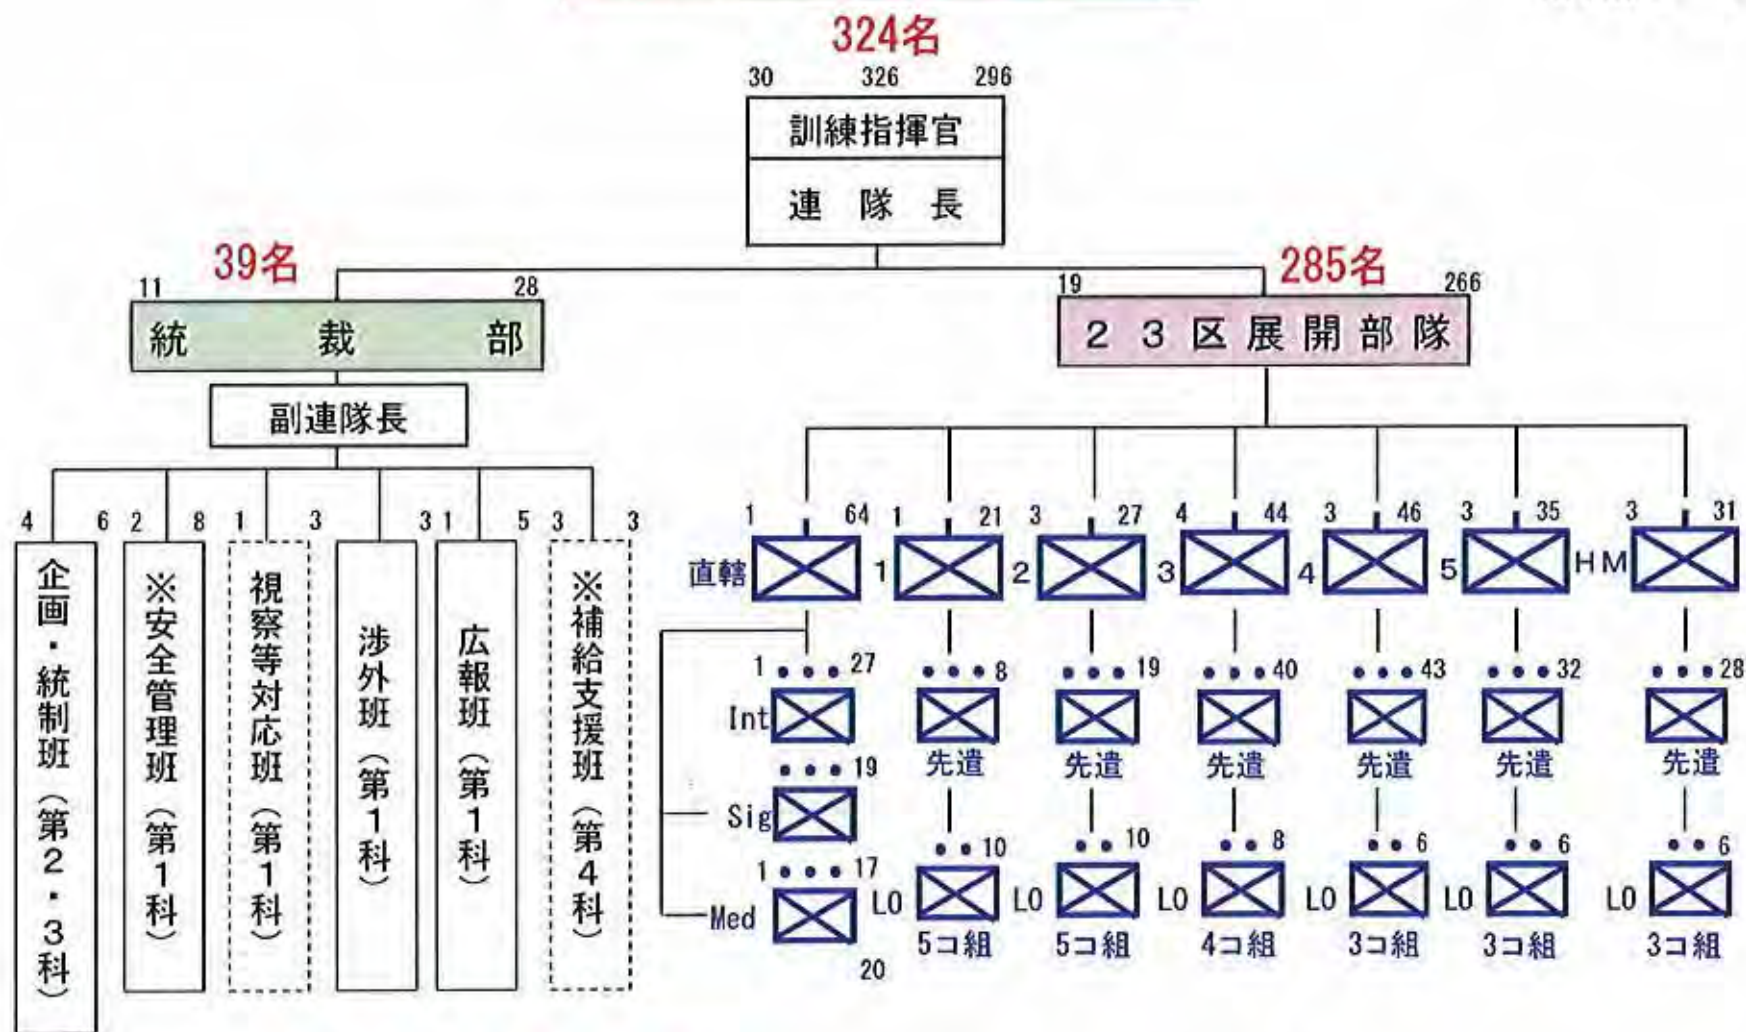 324名
30 326 296
訓練指揮官
連隊長
39名
11 28
統裁部
副連隊長
4 6
企画・統制班（第2・3科）
2 8
※安全管理班（第1科）
1 3
視察等対応班（第1科）
3
渉外班（第1科）
1 5
広報班（第1科）
3 3
※補給支援班（第4科）
285名
19 266
23区展開部隊
1 64
直轄
1 21
1
3 27
2
4 44
3
3 46
4
3 35
5
3 31
HM
1 27
Int
19
Sig
1 17
Med
20
8
先遣
19
先遣
40
先遣
43
先遣
32
先遣
28
先遣
10
LO
5コ組
10
LO
5コ組
8
LO
4コ組
6
LO
3コ組
6
LO
3コ組
6
LO
3コ組